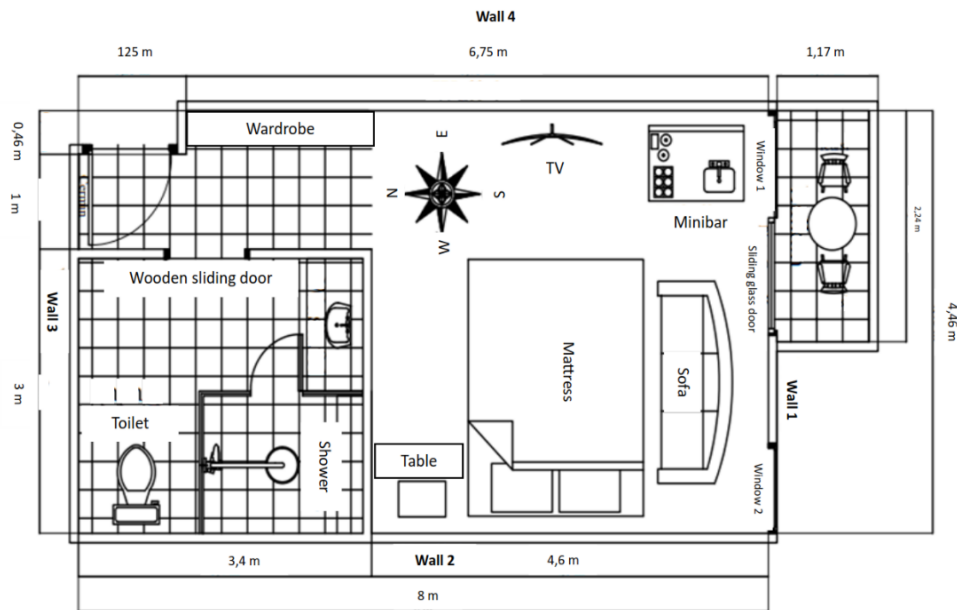 Wall 4
125 m
6,75 m
1,17 m
0,46 m
1 m
3 m
Wall 3
Wardrobe
E
N
S
W
TV
Minibar
Window 1
Sliding glass door
2,24 m
4,46 m
Wooden sliding door
Toilet
Shower
Mattress
Sofa
Table
Wall 1
Window 2
3,4 m
Wall 2
4,6 m
8 m